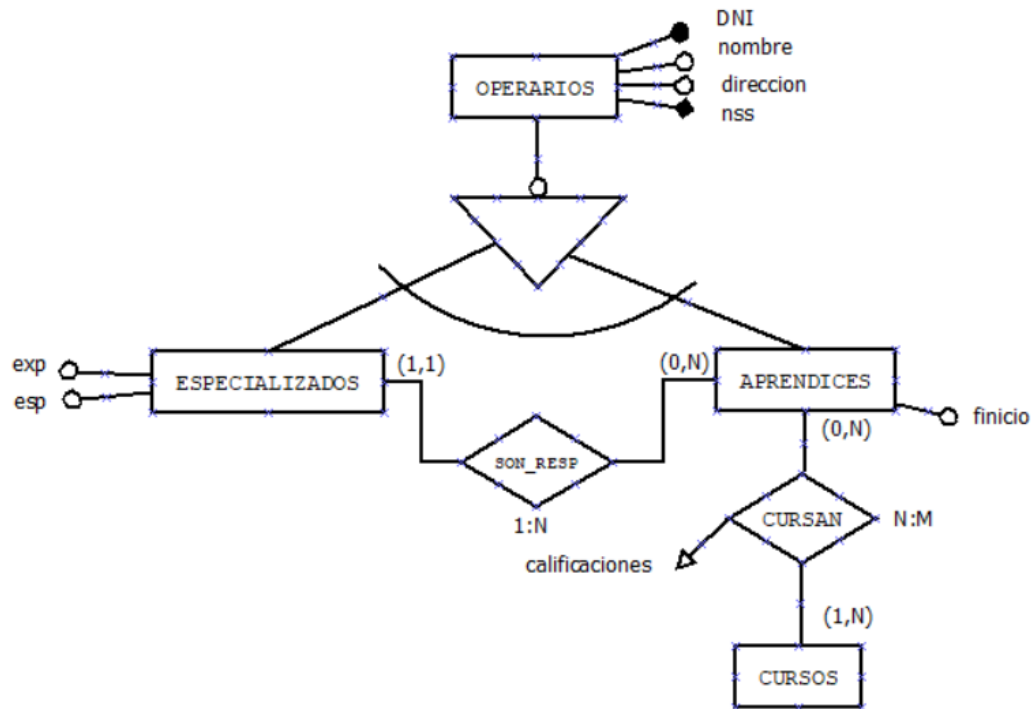 DNI
nombre
OPERARIOS
direccion
nss
exp
esp
ESPECIALIZADOS
(1,1)
(0,N)
APRENDICES
finicio
(0,N)
SON_RESP
1:N
CURSAN
N:M
calificaciones
(1,N)
CURSOS